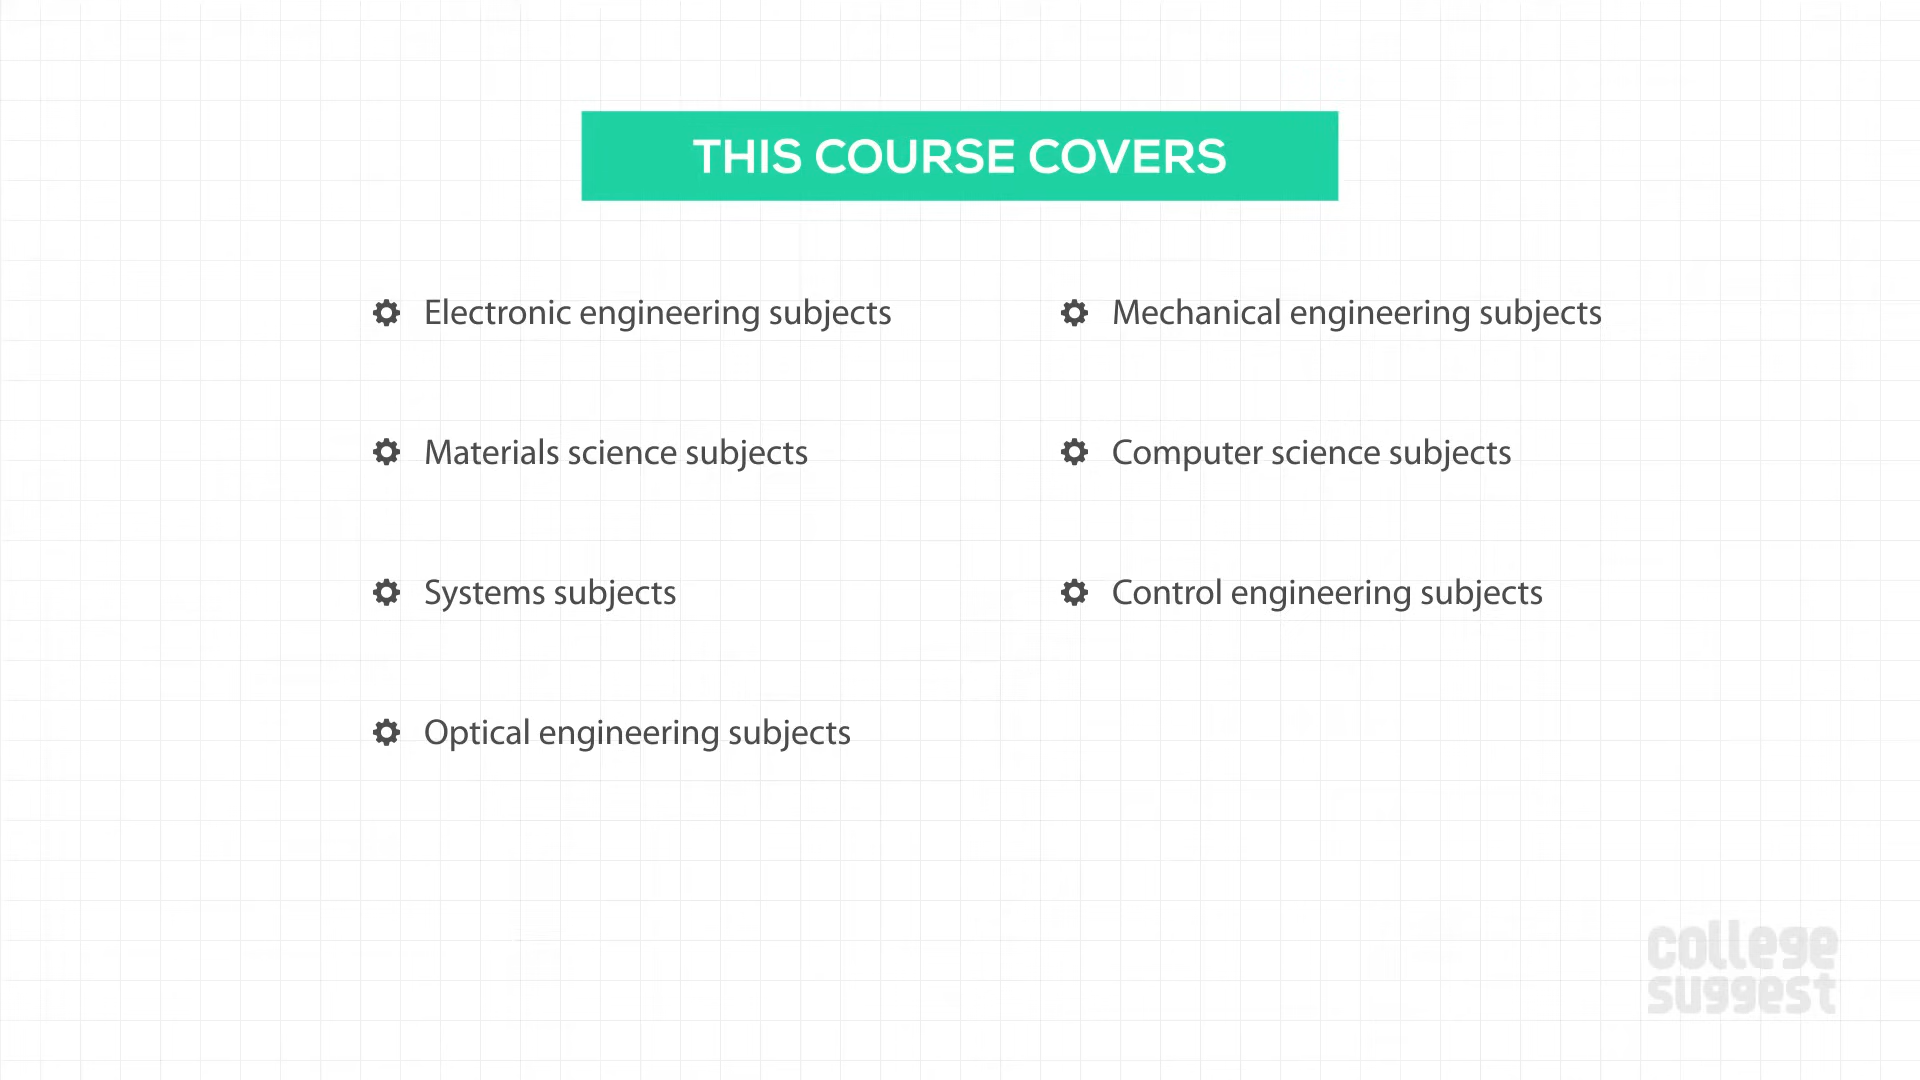 THIS COURSE COVERS
Electronic engineering subjects
Mechanical engineering subjects
Materials science subjects
Computer science subjects
Systems subjects
Control engineering subjects
Optical engineering subjects
college
suggest